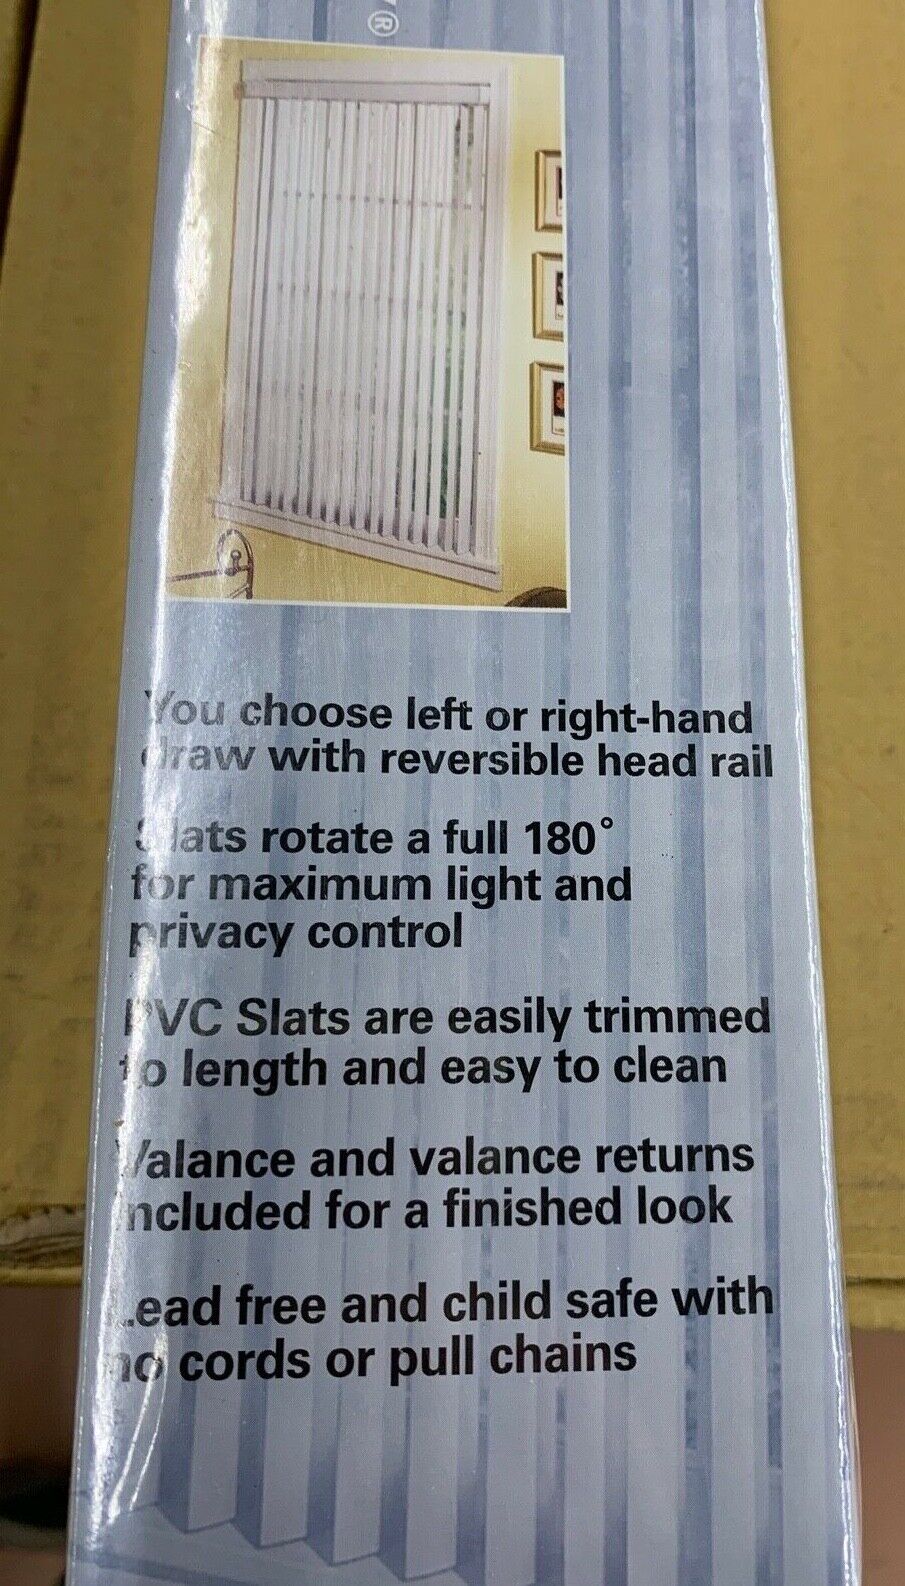 ®
You choose left or right-hand
draw with reversible head rail
Slats rotate a full 180°
for maximum light and
privacy control
PVC Slats are easily trimmed
to length and easy to clean
Valance and valance returns
included for a finished look
Lead free and child safe with
no cords or pull chains